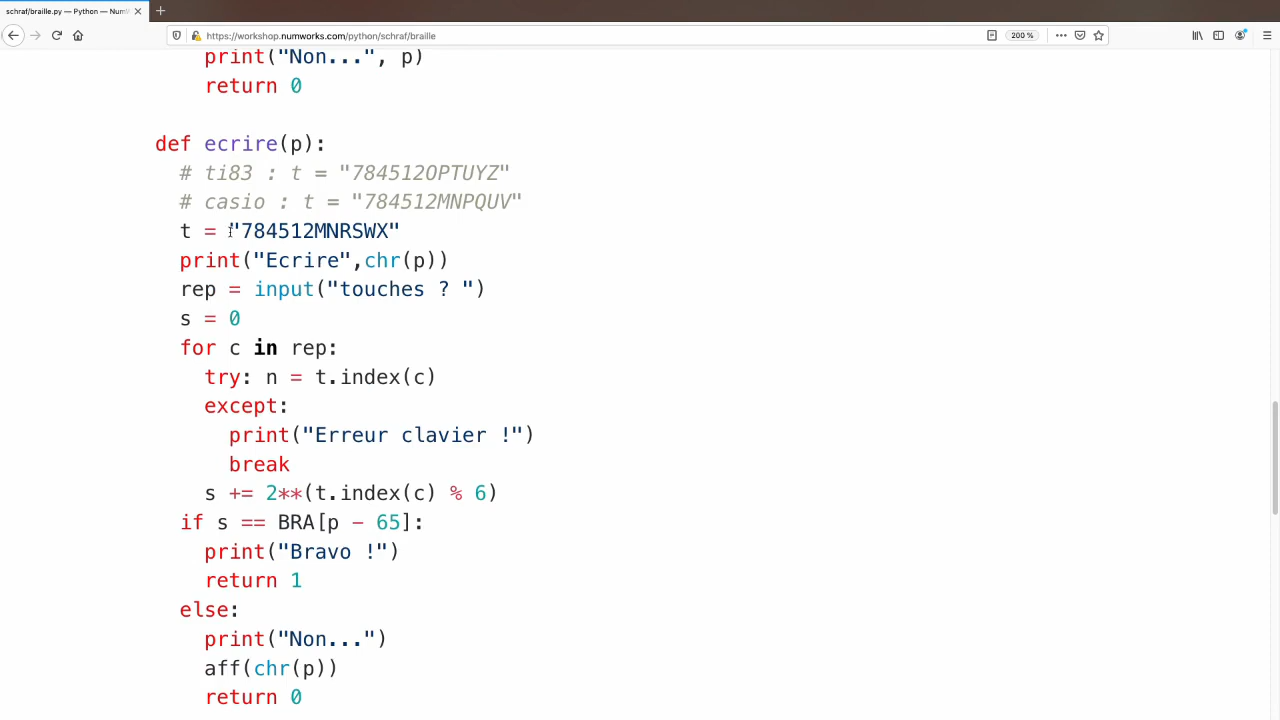 schraf/braille.py — Python — NumW
https://workshop.numworks.com/python/schraf/braille
200 %
print("Non...", p)
return 0
def ecrire(p):
# ti83 : t = "784512OPTUYZ"
# casio : t = "784512MNPQUV"
t = "784512MNRSWX"
print("Ecrire",chr(p))
rep = input("touches ? ")
s = 0
for c in rep:
try: n = t.index(c)
except:
print("Erreur clavier !")
break
s += 2**(t.index(c) % 6)
if s == BRA[p - 65]:
print("Bravo !")
return 1
else:
print("Non...")
aff(chr(p))
return 0